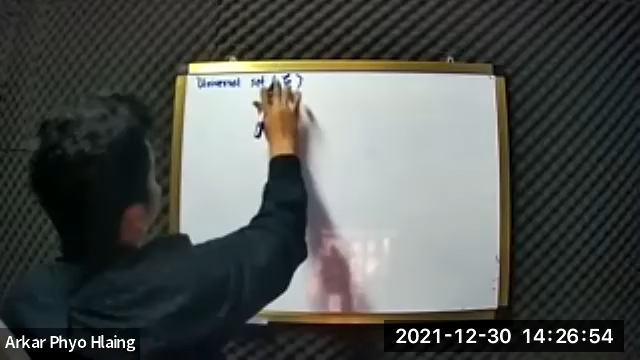 Universal set ( ξ )
Arkar Phyo Hlaing
2021-12-30 14:26:54